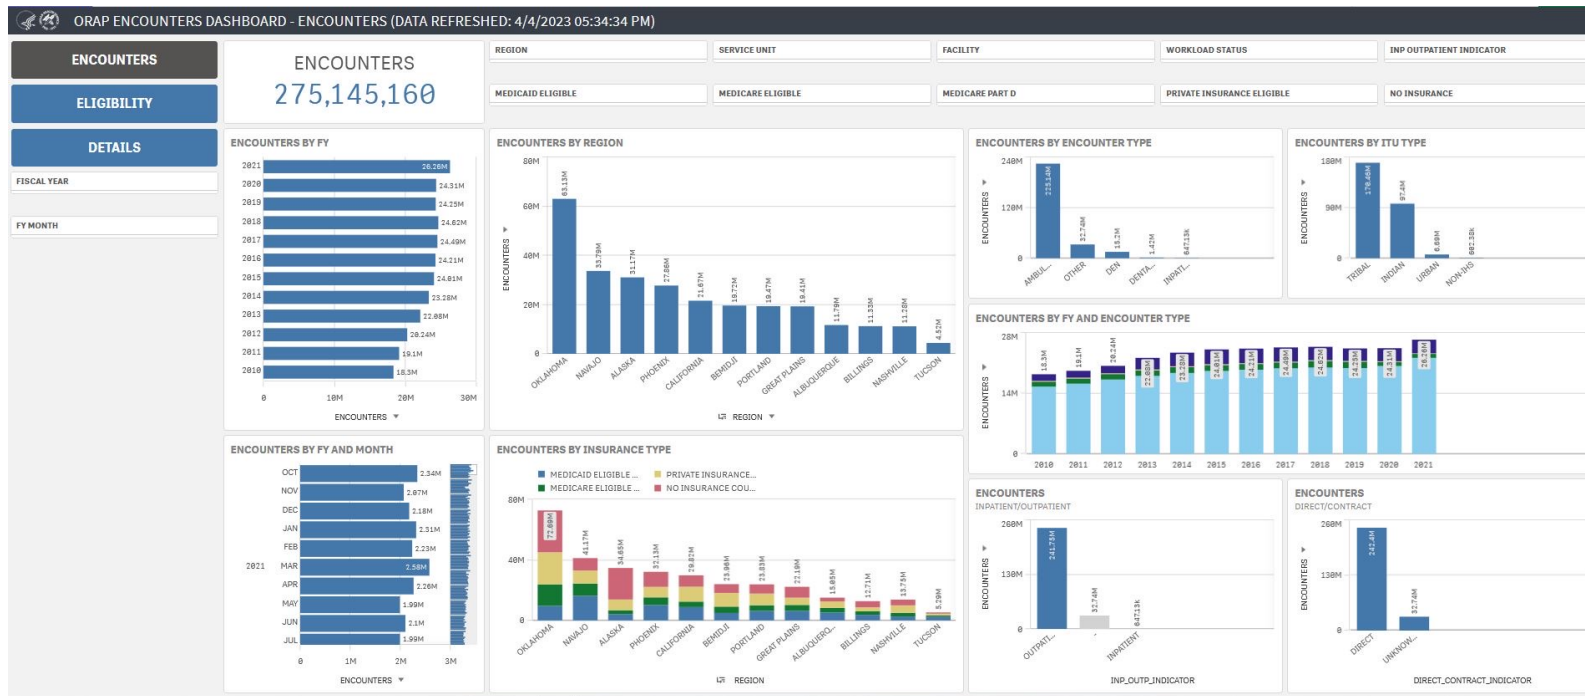 ORAP ENCOUNTERS DASHBOARD - ENCOUNTERS (DATA REFRESHED: 4/4/2023 05:34:34 PM)
ENCOUNTERS
ELIGIBILITY
DETAILS
FISCAL YEAR
FY MONTH
ENCOUNTERS
275,145,160
REGION
SERVICE UNIT
FACILITY
WORKLOAD STATUS
INP OUTPATIENT INDICATOR
MEDICAID ELIGIBLE
MEDICARE ELIGIBLE
MEDICARE PART D
PRIVATE INSURANCE ELIGIBLE
NO INSURANCE
ENCOUNTERS BY FY
2021 26.26M
2020 24.31M
2019 24.25M
2018 24.62M
2017 24.49M
2016 24.21M
2015 24.01M
2014 23.28M
2013 22.08M
2012 20.24M
2011 19.1M
2010 18.3M
0 10M 20M 30M
ENCOUNTERS
ENCOUNTERS BY REGION
ENCOUNTERS
80M
60M
40M
20M
0
63.13M 33.79M 31.17M 27.86M 21.67M 19.72M 19.47M 19.41M 11.79M 11.33M 11.28M 4.32M
OKLAHOMA NAVAJO ALASKA PHOENIX CALIFORNIA BEMIDJI PORTLAND GREAT PLAINS ALBUQUERQUE BILLINGS NASHVILLE TUCSON
REGION
ENCOUNTERS BY ENCOUNTER TYPE
ENCOUNTERS
240M
120M
0
225.14M 32.74M 15.2M 1.42M 647.13k
AMBUL... OTHER DEN DENTA... INPATI...
ENCOUNTERS BY ITU TYPE
ENCOUNTERS
180M
90M
0
170.46M 97.4M 6.69M 602.38k
TRIBAL INDIAN URBAN NON-IHS
ENCOUNTERS BY FY AND ENCOUNTER TYPE
ENCOUNTERS
28M
14M
0
18.3M 19.1M 20.24M 22.08M 23.28M 24.01M 24.21M 24.49M 24.62M 24.25M 24.31M 26.26M
2010 2011 2012 2013 2014 2015 2016 2017 2018 2019 2020 2021
ENCOUNTERS BY FY AND MONTH
2021
OCT 2.34M
NOV 2.07M
DEC 2.18M
JAN 2.31M
FEB 2.23M
MAR 2.58M
APR 2.26M
MAY 1.99M
JUN 2.1M
JUL 1.99M
0 1M 2M 3M
ENCOUNTERS
ENCOUNTERS BY INSURANCE TYPE
MEDICAID ELIGIBLE ... PRIVATE INSURANCE...
MEDICARE ELIGIBLE ... NO INSURANCE COU...
80M
40M
0
72.69M 41.17M 34.65M 32.13M 29.82M 23.96M 23.83M 22.19M 15.05M 12.71M 13.75M 5.29M
OKLAHOMA NAVAJO ALASKA PHOENIX CALIFORNIA BEMIDJI PORTLAND GREAT PLAINS ALBUQUERQ... BILLINGS NASHVILLE TUCSON
REGION
ENCOUNTERS
INPATIENT/OUTPATIENT
ENCOUNTERS
260M
130M
0
241.75M 32.74M 647.13k
OUTPATI... - INPATIENT
INP_OUTP_INDICATOR
ENCOUNTERS
DIRECT/CONTRACT
ENCOUNTERS
260M
130M
0
242.4M 32.74M
DIRECT UNKNOW...
DIRECT_CONTRACT_INDICATOR